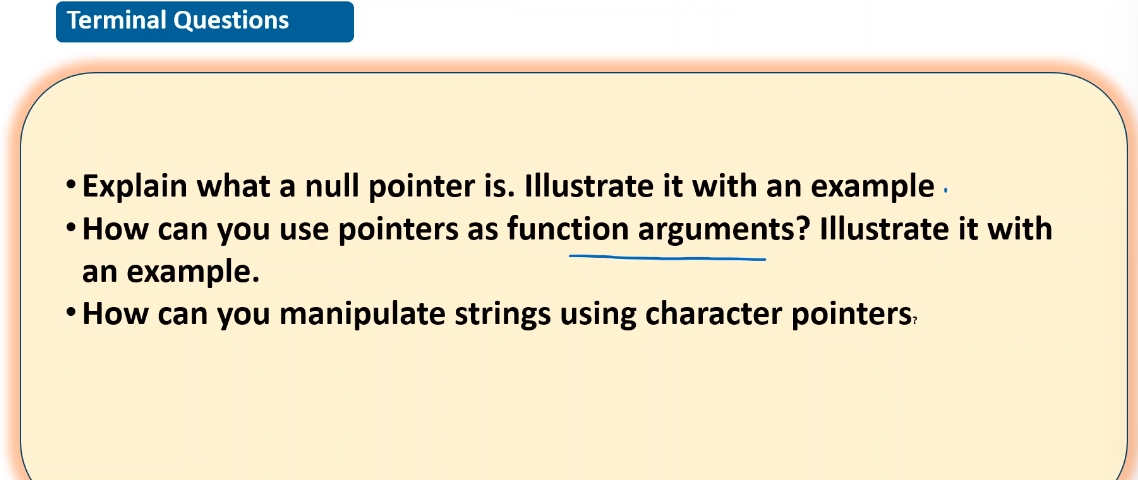 Terminal Questions
•Explain what a null pointer is. Illustrate it with an example .
•How can you use pointers as function arguments? Illustrate it with
an example.
•How can you manipulate strings using character pointers?